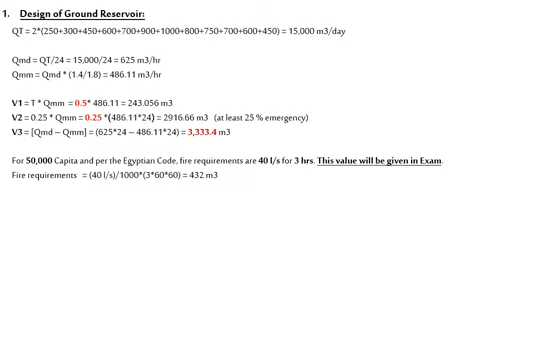 1. Design of Ground Reservoir:
QT = 2*(250+300+450+600+700+900+1000+800+750+700+600+450) = 15,000 m3/day
Qmd = QT/24 = 15,000/24 = 625 m3/hr
Qmm = Qmd * (1.4/1.8) = 486.11 m3/hr
V1 = T * Qmm = 0.5* 486.11 = 243.056 m3
V2 = 0.25 * Qmm = 0.25 *(486.11*24) = 2916.66 m3 (at least 25 % emergency)
V3 = [Qmd – Qmm] = (625*24 – 486.11*24) = 3,333.4 m3
For 50,000 Capita and per the Egyptian Code, fire requirements are 40 l/s for 3 hrs. This value will be given in Exam.
Fire requirements = (40 l/s)/1000*(3*60*60) = 432 m3